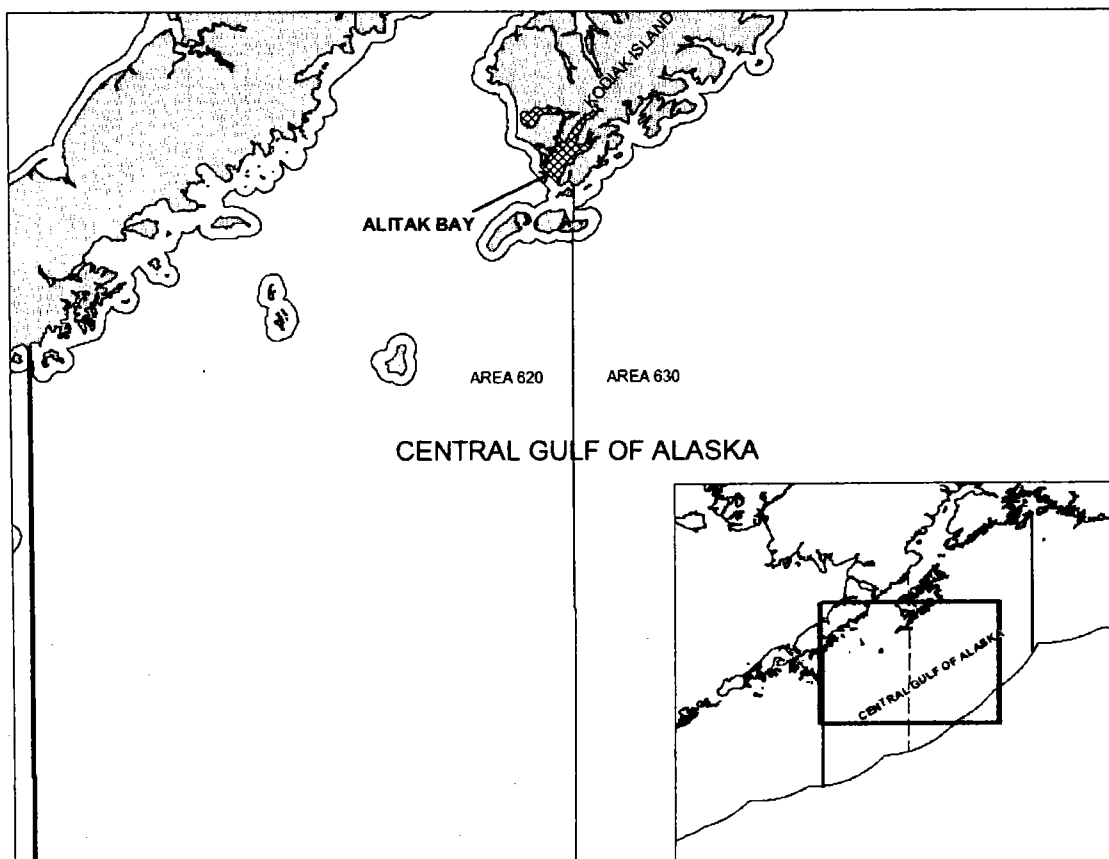 KODIAK ISLAND
ALITAK BAY
AREA 620
AREA 630
CENTRAL GULF OF ALASKA
CENTRAL GULF OF ALASKA